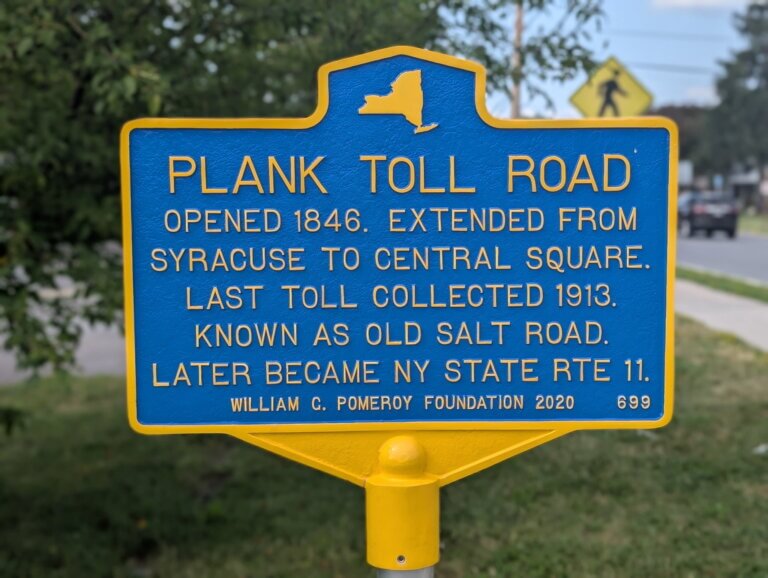 PLANK TOLL ROAD
OPENED 1846. EXTENDED FROM
SYRACUSE TO CENTRAL SQUARE.
LAST TOLL COLLECTED 1913.
KNOWN AS OLD SALT ROAD.
LATER BECAME NY STATE RTE 11.
WILLIAM G. POMEROY FOUNDATION 2020 699